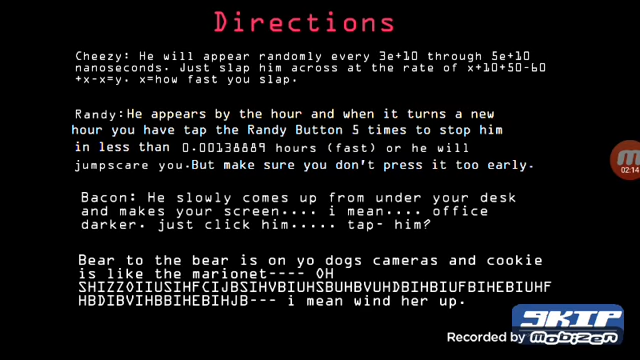 Directions
Cheezy: He will appear randomly every 3e+10 through 5e+10
nanoseconds. Just slap him across at the rate of x+10+50-60
+x-x=y. x=how fast you slap.
Randy: He appears by the hour and when it turns a new
hour you have tap the Randy Button 5 times to stop him
in less than 0.00138889 hours (fast) or he will
jumpscare you. But make sure you don't press it too early.
Bacon: He slowly comes up from under your desk
and makes your screen.... i mean.... office
darker. just click him..... tap- him?
Bear to the bear is on yo dogs cameras and cookie
is like the marionet---- OH
SHIZZOIIUSIHFCIJBSIHVBIUHSBUHBVUHDBIHBIUFBIHEBIUHF
HBDIBVIHBBIHEBIHJB--- i mean wind her up.
02:14
Recorded by mobizen